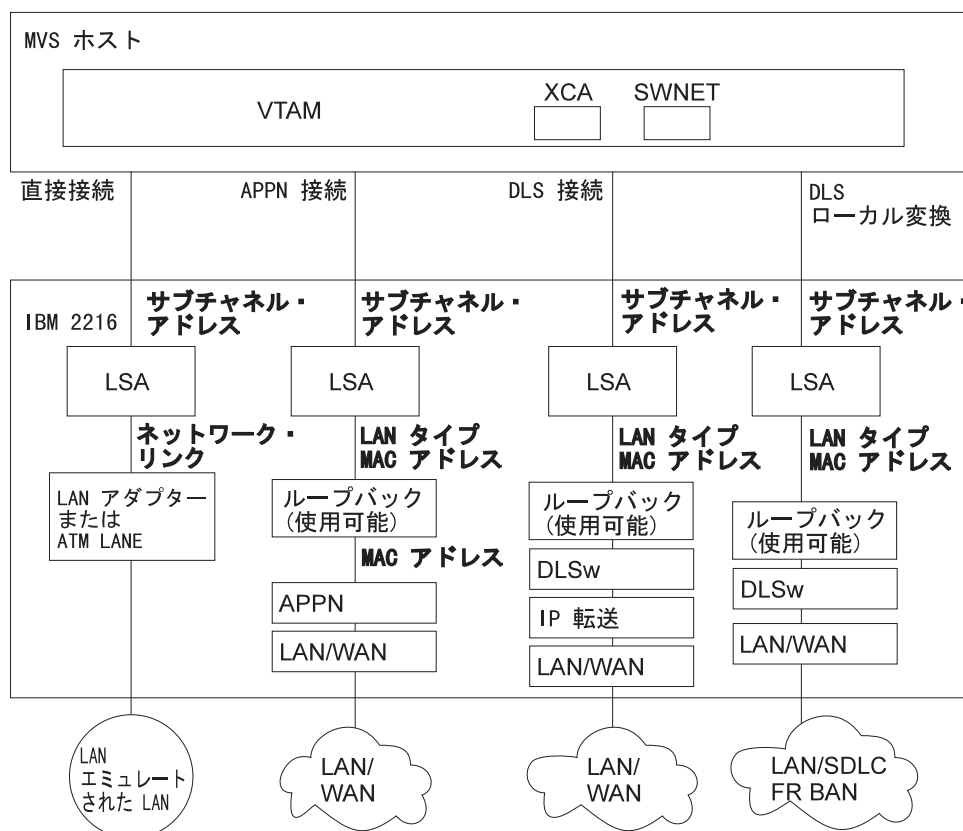 MVS ホスト
VTAM
XCA
SWNET
直接接続
APPN 接続
DLS 接続
DLS
ローカル変換
IBM 2216
サブチャネル・
アドレス
サブチャネル・
アドレス
サブチャネル・
アドレス
サブチャネル・
アドレス
LSA
LSA
LSA
LSA
ネットワーク・
リンク
LAN タイプ
MAC アドレス
LAN タイプ
MAC アドレス
LAN タイプ
MAC アドレス
LAN アダプター
または
ATM LANE
ループバック
(使用可能)
ループバック
(使用可能)
ループバック
(使用可能)
MAC アドレス
APPN
LAN/WAN
DLSw
IP 転送
LAN/WAN
DLSw
LAN/WAN
LAN
エミュレート
された LAN
LAN/
WAN
LAN/
WAN
LAN/SDLC
FR BAN